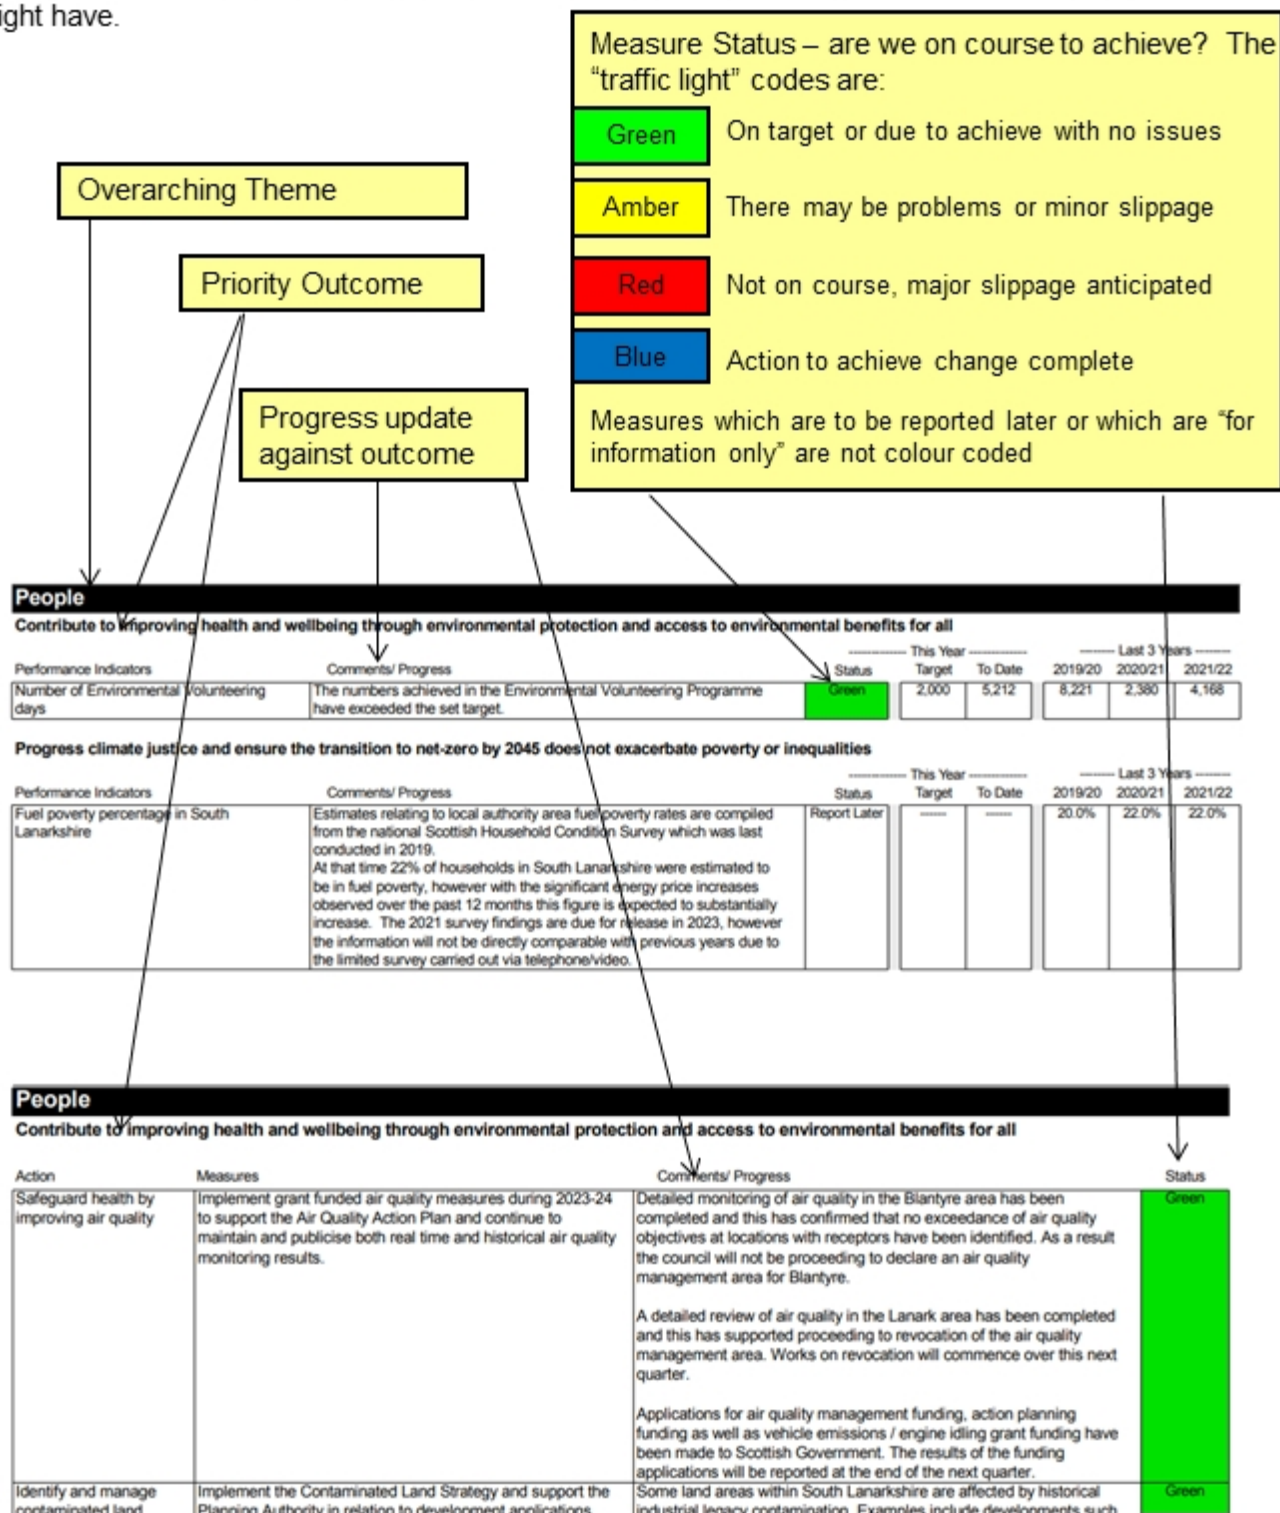 ight have.
Measure Status – are we on course to achieve? The
“traffic light” codes are:
Green On target or due to achieve with no issues
Amber There may be problems or minor slippage
Red Not on course, major slippage anticipated
Blue Action to achieve change complete
Measures which are to be reported later or which are “for
information only” are not colour coded
Overarching Theme
Priority Outcome
Progress update
against outcome
People
Contribute to improving health and wellbeing through environmental protection and access to environmental benefits for all
------------- This Year ------------- -------- Last 3 Years --------
Performance Indicators Comments/ Progress Status Target To Date 2019/20 2020/21 2021/22
Number of Environmental Volunteering
days
The numbers achieved in the Environmental Volunteering Programme
have exceeded the set target.
Green 2,000 5,212 8,221 2,380 4,168
Progress climate justice and ensure the transition to net-zero by 2045 does not exacerbate poverty or inequalities
------------- This Year ------------- -------- Last 3 Years --------
Performance Indicators Comments/ Progress Status Target To Date 2019/20 2020/21 2021/22
Fuel poverty percentage in South
Lanarkshire
Estimates relating to local authority area fuel poverty rates are compiled
from the national Scottish Household Condition Survey which was last
conducted in 2019.
At that time 22% of households in South Lanarkshire were estimated to
be in fuel poverty, however with the significant energy price increases
observed over the past 12 months this figure is expected to substantially
increase. The 2021 survey findings are due for release in 2023, however
the information will not be directly comparable with previous years due to
the limited survey carried out via telephone/video.
Report Later ------ ------ 20.0% 22.0% 22.0%
People
Contribute to improving health and wellbeing through environmental protection and access to environmental benefits for all
Action Measures Comments/ Progress Status
Safeguard health by
improving air quality
Implement grant funded air quality measures during 2023-24
to support the Air Quality Action Plan and continue to
maintain and publicise both real time and historical air quality
monitoring results.
Detailed monitoring of air quality in the Blantyre area has been
completed and this has confirmed that no exceedance of air quality
objectives at locations with receptors have been identified. As a result
the council will not be proceeding to declare an air quality
management area for Blantyre.
A detailed review of air quality in the Lanark area has been completed
and this has supported proceeding to revocation of the air quality
management area. Works on revocation will commence over this next
quarter.
Applications for air quality management funding, action planning
funding as well as vehicle emissions / engine idling grant funding have
been made to Scottish Government. The results of the funding
applications will be reported at the end of the next quarter.
Green
Identify and manage
contaminated land
Implement the Contaminated Land Strategy and support the
Planning Authority in relation to development applications
Some land areas within South Lanarkshire are affected by historical
industrial legacy contamination. Examples include developments such
Green